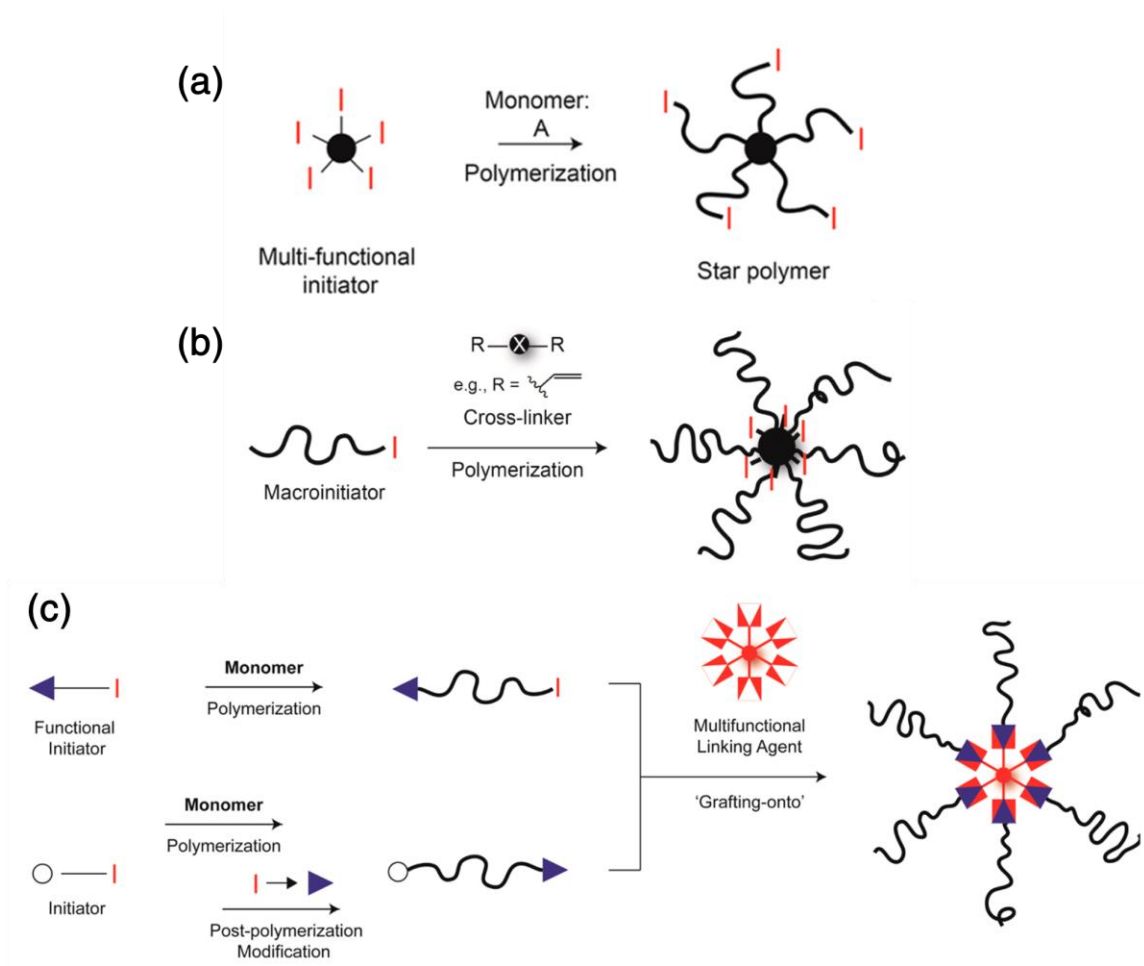 (a)
I
I
I
I
I
Multi-functional
initiator
Monomer:
A
Polymerization
I
I
I
I
I
Star polymer
(b)
Macroinitiator
I
R—X—R
e.g., R =
Cross-linker
Polymerization
I
I
I
I
I
I
(c)
I
Functional
Initiator
Monomer
Polymerization
I
I
Initiator
Monomer
Polymerization
I
Post-polymerization
Modification
Multifunctional
Linking Agent
‘Grafting-onto’